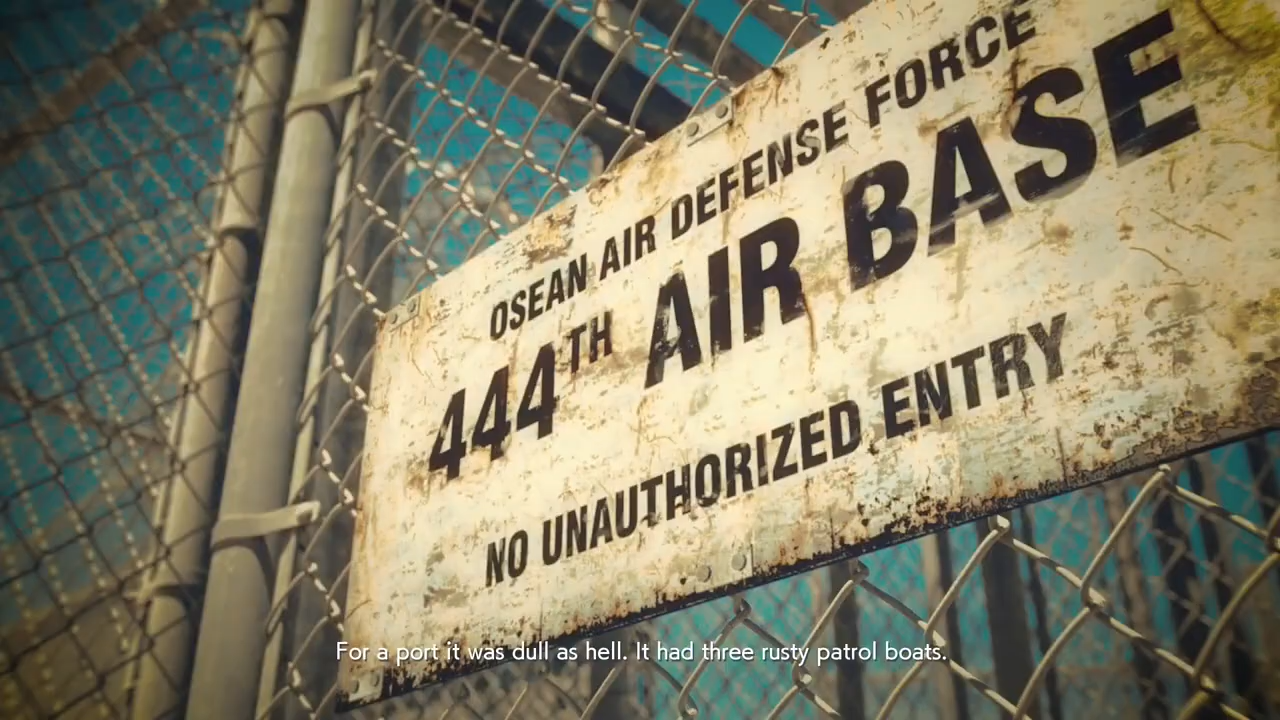 OSEAN AIR DEFENSE FORCE
444TH AIR BASE
NO UNAUTHORIZED ENTRY
For a port it was dull as hell. It had three rusty patrol boats.